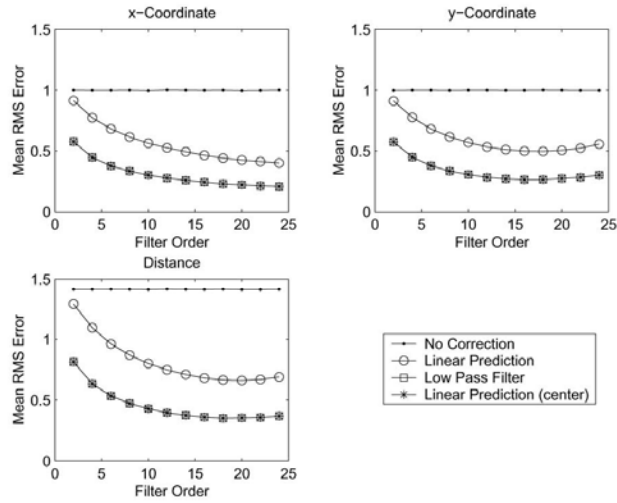 x-Coordinate
1.5
1
0.5
0
Mean RMS Error
0 5 10 15 20 25
Filter Order
y-Coordinate
1.5
1
0.5
0
Mean RMS Error
0 5 10 15 20 25
Filter Order
Distance
1.5
1
0.5
0
Mean RMS Error
0 5 10 15 20 25
Filter Order
No Correction
Linear Prediction
Low Pass Filter
Linear Prediction (center)